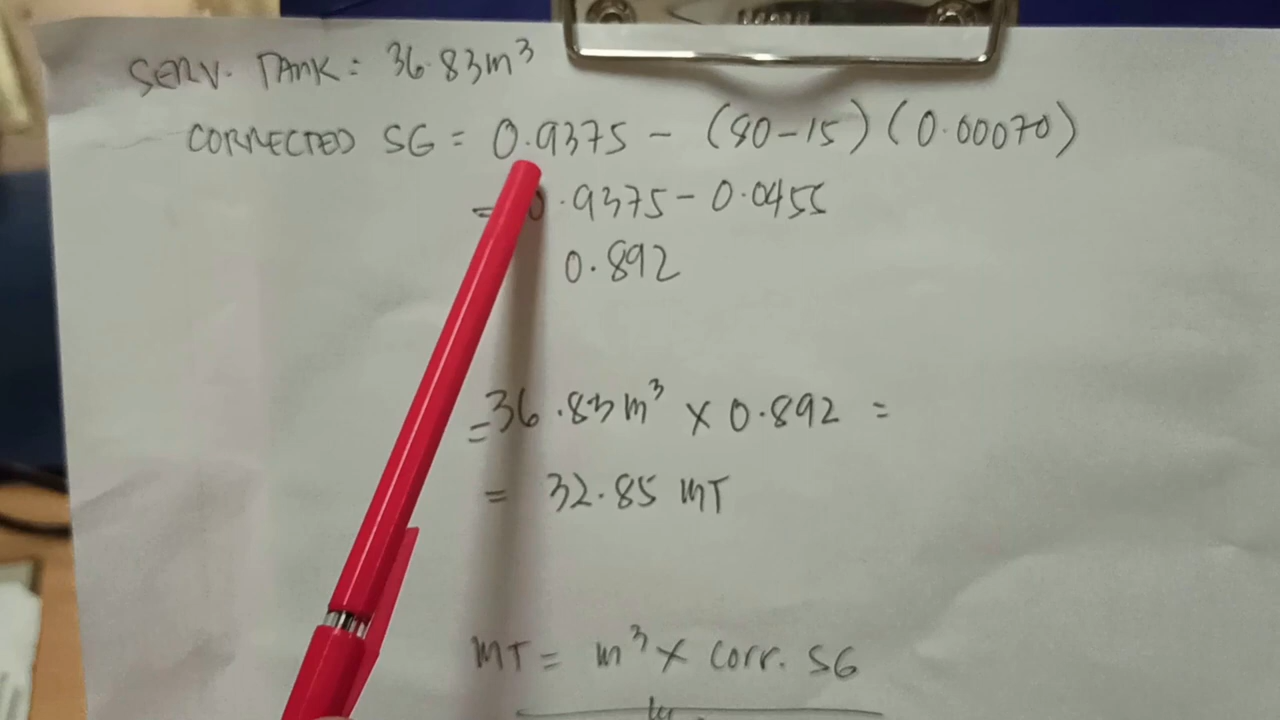 SERV. TANK = 36.83m³
CORRECTED SG = 0.9375 - (80-15)(0.00070)
= 0.9375 - 0.0455
0.892
= 36.83m³ x 0.892 =
= 32.85 MT
MT = m³ x corr. SG